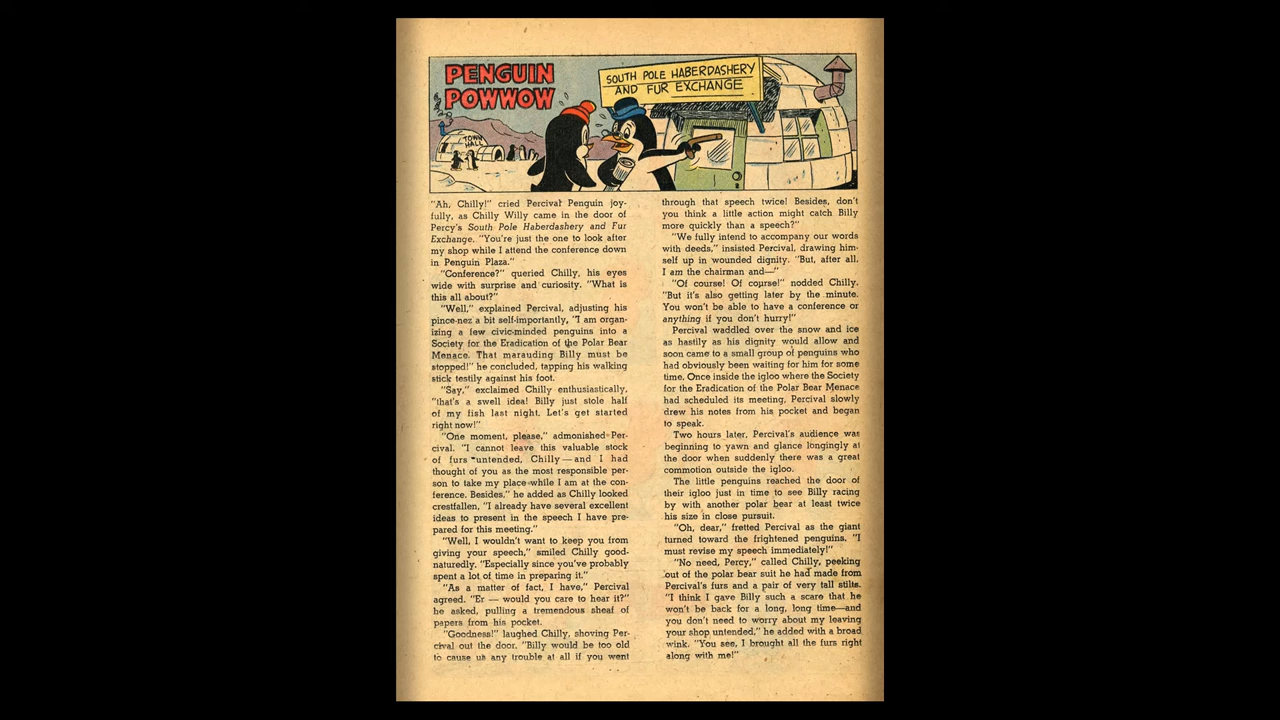 PENGUIN
POWWOW
TOWN
HALL
SOUTH POLE HABERDASHERY
AND FUR EXCHANGE
"Ah, Chilly!" cried Percival Penguin joy-
fully, as Chilly Willy came in the door of
Percy's South Pole Haberdashery and Fur
Exchange. "You're just the one to look after
my shop while I attend the conference down
in Penguin Plaza."
"Conference?" queried Chilly, his eyes
wide with surprise and curiosity. "What is
this all about?"
"Well," explained Percival, adjusting his
pince-nez a bit self-importantly, "I am organ-
izing a few civic-minded penguins into a
Society for the Eradication of the Polar Bear
Menace. That marauding Billy must be
stopped!" he concluded, tapping his walking
stick testily against his foot.
"Say," exclaimed Chilly enthusiastically,
"that's a swell idea! Billy just stole half
of my fish last night. Let's get started
right now!"
"One moment, please," admonished Per-
cival. "I cannot leave this valuable stock
of furs untended, Chilly—and I had
thought of you as the most responsible per-
son to take my place while I am at the con-
ference. Besides," he added as Chilly looked
crestfallen, "I already have several excellent
ideas to present in the speech I have pre-
pared for this meeting."
"Well, I wouldn't want to keep you from
giving your speech," smiled Chilly good-
naturedly. "Especially since you've probably
spent a lot of time in preparing it."
"As a matter of fact, I have," Percival
agreed. "Er — would you care to hear it?"
he asked, pulling a tremendous sheaf of
papers from his pocket.
"Goodness!" laughed Chilly, shoving Per-
cival out the door. "Billy would be too old
to cause us any trouble at all if you went
through that speech twice! Besides, don't
you think a little action might catch Billy
more quickly than a speech?"
"We fully intend to accompany our words
with deeds," insisted Percival, drawing him-
self up in wounded dignity. "But, after all,
I am the chairman and—"
"Of course! Of course!" nodded Chilly.
"But it's also getting later by the minute.
You won't be able to have a conference or
anything if you don't hurry!"
Percival waddled over the snow and ice
as hastily as his dignity would allow and
soon came to a small group of penguins who
had obviously been waiting for him for some
time. Once inside the igloo where the Society
for the Eradication of the Polar Bear Menace
had scheduled its meeting, Percival slowly
drew his notes from his pocket and began
to speak.
Two hours later, Percival's audience was
beginning to yawn and glance longingly at
the door when suddenly there was a great
commotion outside the igloo.
The little penguins reached the door of
their igloo just in time to see Billy racing
by with another polar bear at least twice
his size in close pursuit.
"Oh, dear," fretted Percival as the giant
turned toward the frightened penguins. "I
must revise my speech immediately!"
"No need, Percy," called Chilly, peeking
out of the polar bear suit he had made from
Percival's furs and a pair of very tall stilts.
"I think I gave Billy such a scare that he
won't be back for a long, long time—and
you don't need to worry about my leaving
your shop untended," he added with a broad
wink. "You see, I brought all the furs right
along with me!"